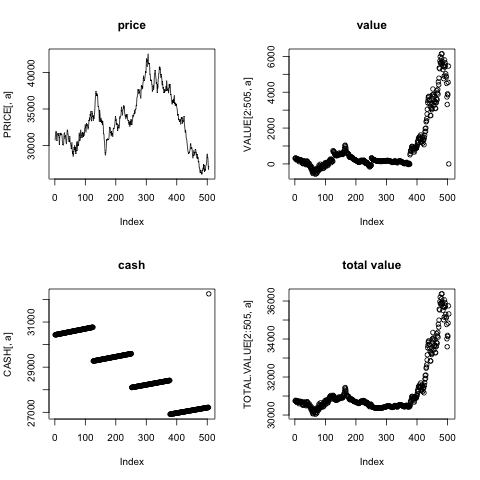 price
PRICE[, a]
30000 35000 40000
0 100 200 300 400 500
Index
value
VALUE[2:505, a]
0 2000 4000 6000
0 100 200 300 400 500
Index
cash
CASH[, a]
27000 29000 31000
0 100 200 300 400 500
Index
total value
TOTAL.VALUE[2:505, a]
30000 32000 34000 36000
0 100 200 300 400 500
Index